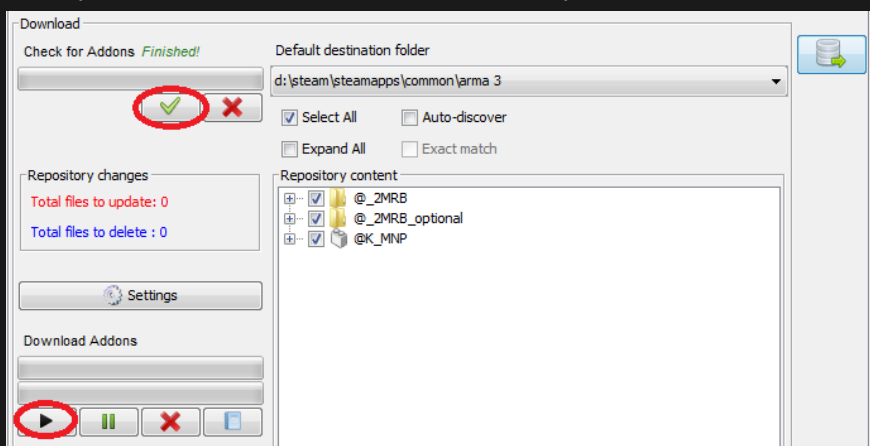 Download
Check for Addons Finished!
Default destination folder
d:\steam\steamapps\common\arma 3
Select All
Auto-discover
Expand All
Exact match
Repository changes
Total files to update: 0
Total files to delete : 0
Repository content
@_2MRB
@_2MRB_optional
@K_MNP
Settings
Download Addons